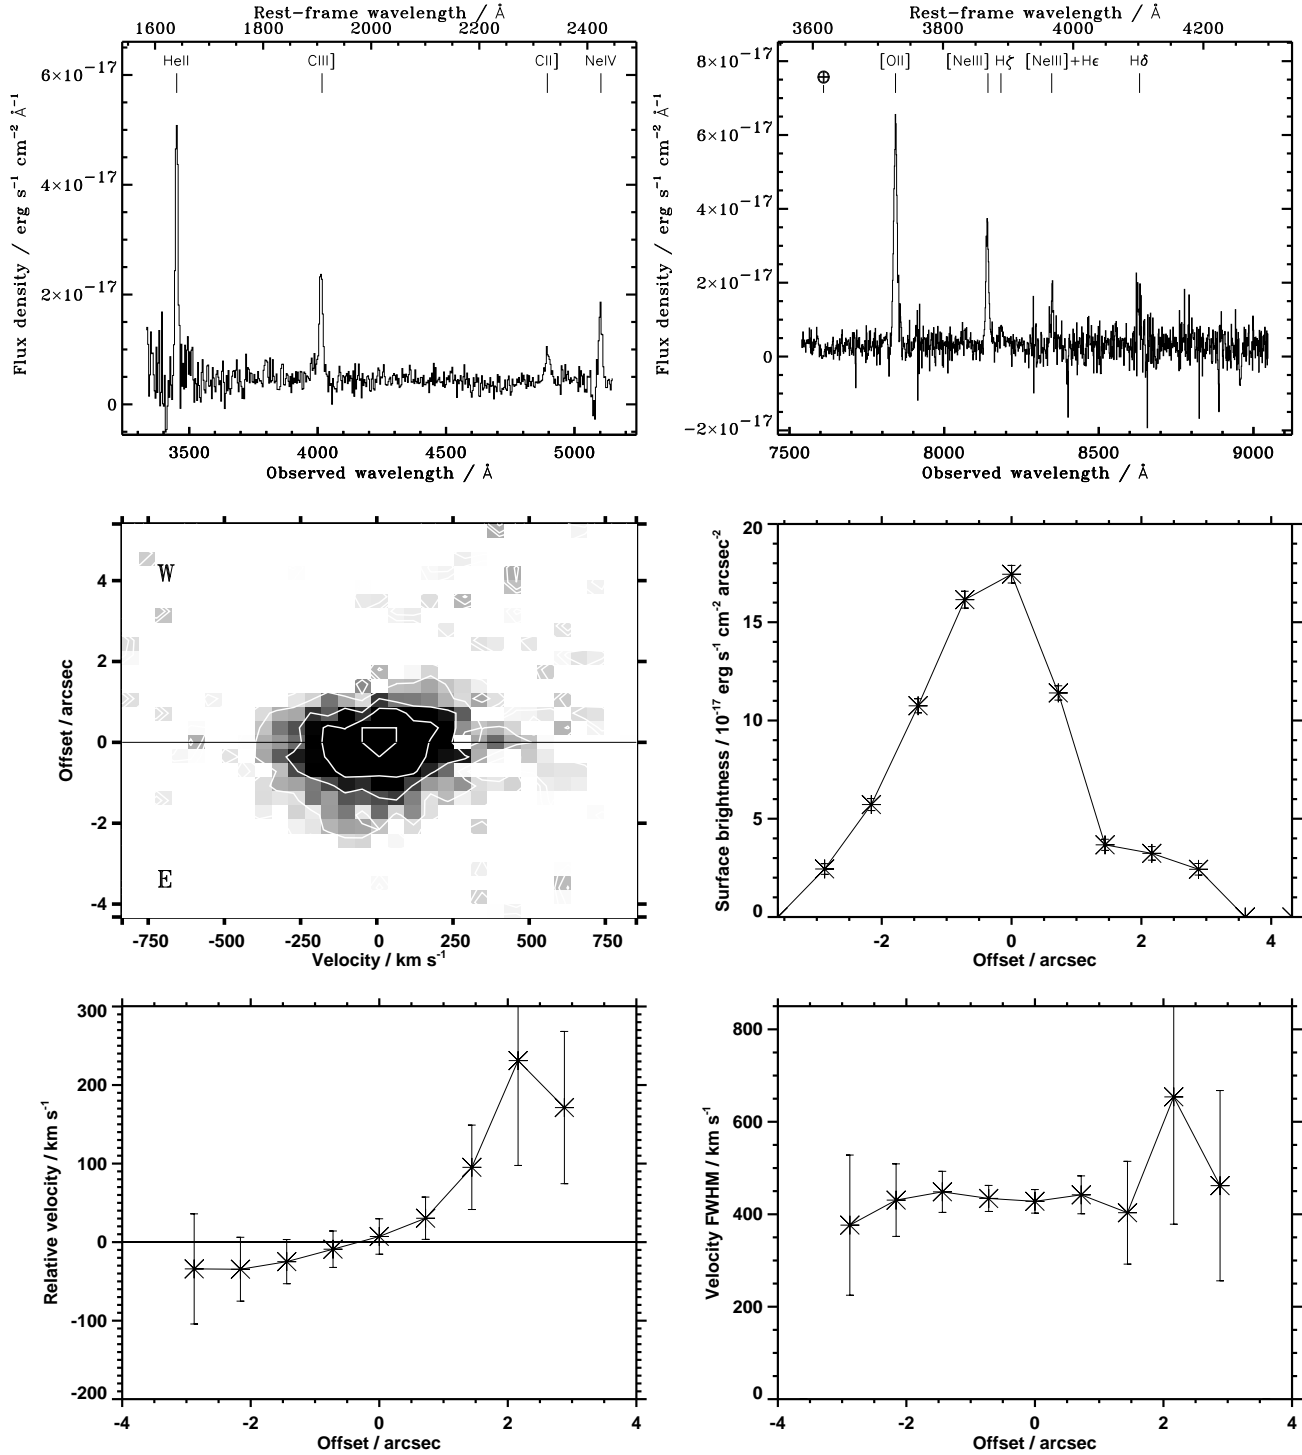 Rest-frame wavelength / Å
1600 1800 2000 2200 2400
HeII CIII] CII] NeIV
6×10⁻¹⁷
4×10⁻¹⁷
2×10⁻¹⁷
0
Flux density / erg s⁻¹ cm⁻² Å⁻¹
3500 4000 4500 5000
Observed wavelength / Å
Rest-frame wavelength / Å
3600 3800 4000 4200
⊕ [OII] [NeIII] Hζ [NeIII]+Hϵ Hδ
8×10⁻¹⁷
6×10⁻¹⁷
4×10⁻¹⁷
2×10⁻¹⁷
0
-2×10⁻¹⁷
Flux density / erg s⁻¹ cm⁻² Å⁻¹
7500 8000 8500 9000
Observed wavelength / Å
W
E
4
2
0
-2
-4
Offset / arcsec
-750 -500 -250 0 250 500 750
Velocity / km s⁻¹
20
15
10
5
0
Surface brightness / 10⁻¹⁷ erg s⁻¹ cm⁻² arcsec⁻²
-2 0 2 4
Offset / arcsec
300
200
100
0
-100
-200
Relative velocity / km s⁻¹
-4 -2 0 2 4
Offset / arcsec
800
600
400
200
0
Velocity FWHM / km s⁻¹
-4 -2 0 2 4
Offset / arcsec